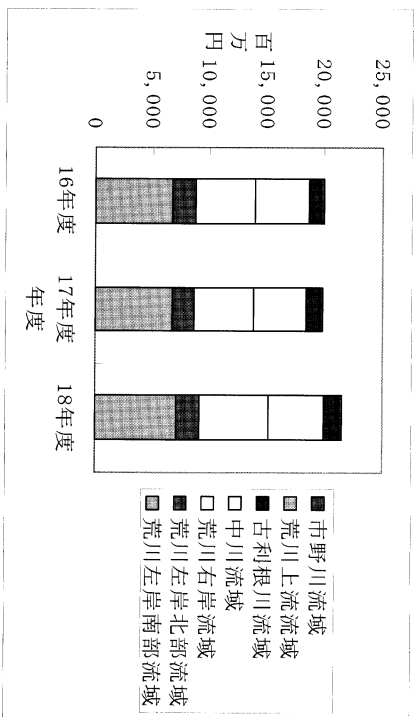 百万円
25,000
20,000
15,000
10,000
5,000
0
16年度
17年度
18年度
年度
市野川流域
荒川上流流域
古利根川流域
中川流域
荒川右岸流域
荒川左岸北部流域
荒川左岸南部流域